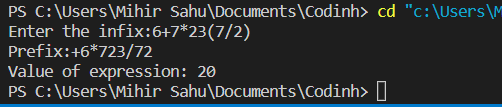 PS C:\Users\Mihir Sahu\Documents\Codinh> cd "c:\Users\M
Enter the infix:6+7*23(7/2)
Prefix:+6*723/72
Value of expression: 20
PS C:\Users\Mihir Sahu\Documents\Codinh>